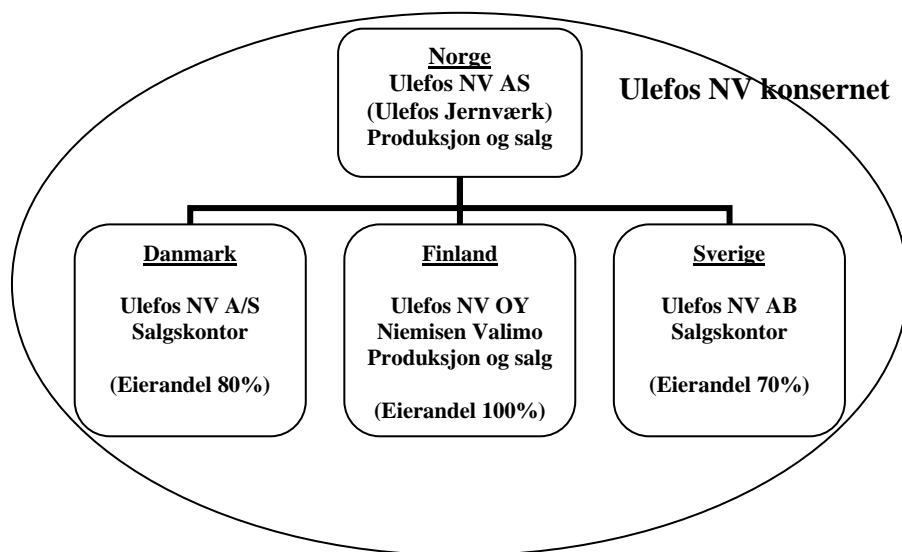 Ulefos NV konsernet
Norge
Ulefos NV AS
(Ulefos Jernværk)
Produksjon og salg
Danmark
Ulefos NV A/S
Salgskontor
(Eierandel 80%)
Finland
Ulefos NV OY
Niemisen Valimo
Produksjon og salg
(Eierandel 100%)
Sverige
Ulefos NV AB
Salgskontor
(Eierandel 70%)